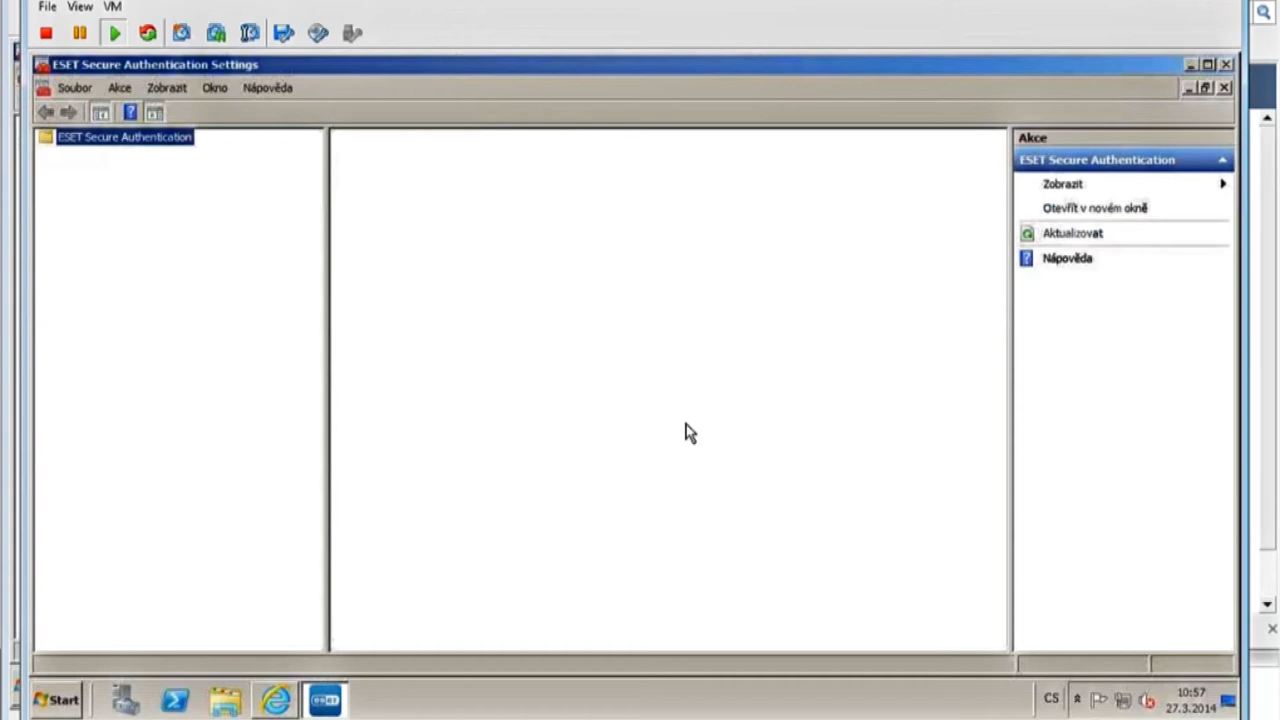 File View VM
ESET Secure Authentication Settings
Soubor Akce Zobrazit Okno Nápověda
ESET Secure Authentication
Akce
ESET Secure Authentication
Zobrazit
Otevřít v novém okně
Aktualizovat
Nápověda
Start
eset
CS
10:57
27.3.2014